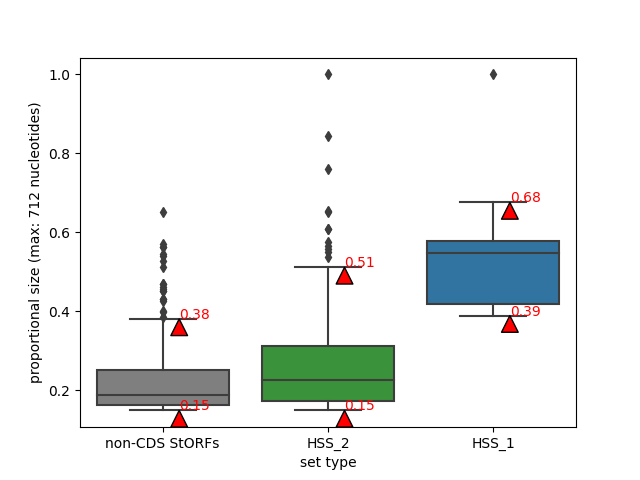 proportional size (max: 712 nucleotides)
1.0
0.8
0.6
0.4
0.2
0.38
0.15
0.51
0.15
0.68
0.39
non-CDS StORFs
HSS_2
HSS_1
set type